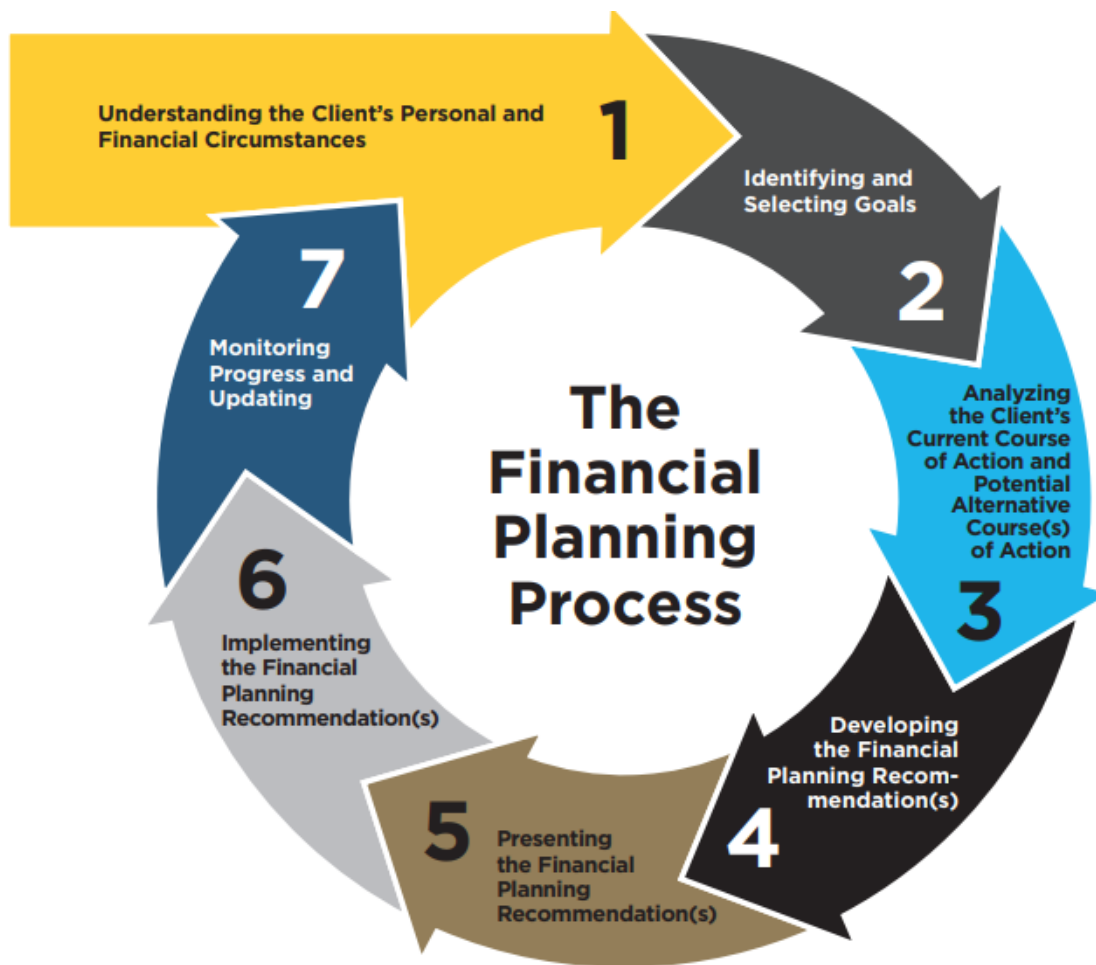 Understanding the Client’s Personal and
Financial Circumstances
1
Identifying and
Selecting Goals
2
Analyzing
the Client’s
Current Course
of Action and
Potential
Alternative
Course(s)
of Action
3
Developing
the Financial
Planning Recom-
mendation(s)
4
5
Presenting
the Financial
Planning
Recommendation(s)
6
Implementing
the Financial
Planning
Recommendation(s)
7
Monitoring
Progress and
Updating
The
Financial
Planning
Process